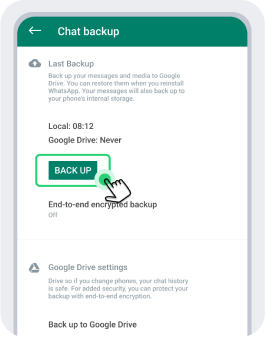 Chat backup
Last Backup
Back up your messages and media to Google
Drive. You can restore them when you reinstall
WhatsApp. Your messages will also back up to
your phone's internal storage.
Local: 08:12
Google Drive: Never
BACK UP
End-to-end encrypted backup
Off
Google Drive settings
Drive so if you change phones, your chat history
is safe. For added security, you can protect your
backup with end-to-end encryption.
Back up to Google Drive